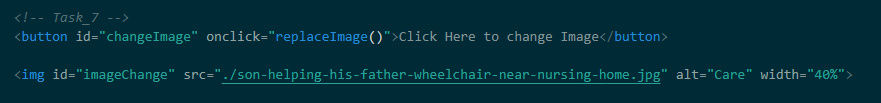 <!-- Task_7 -->
<button id="changeImage" onclick="replaceImage()">Click Here to change Image</button>
<img id="imageChange" src="./son-helping-his-father-wheelchair-near-nursing-home.jpg" alt="Care" width="40%">